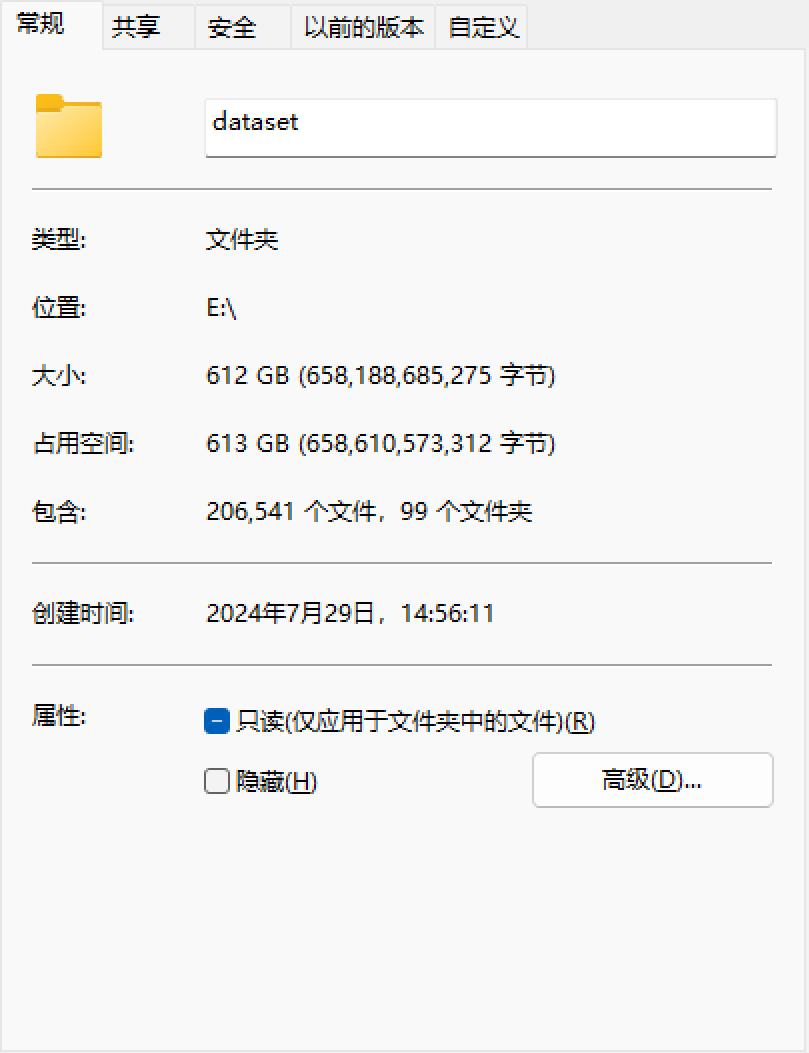 常规 共享 安全 以前的版本 自定义
dataset
类型: 文件夹
位置: E:\
大小: 612 GB (658,188,685,275 字节)
占用空间: 613 GB (658,610,573,312 字节)
包含: 206,541 个文件，99 个文件夹
创建时间: 2024年7月29日，14:56:11
属性: 只读(仅应用于文件夹中的文件)(R)
隐藏(H) 高级(D)...